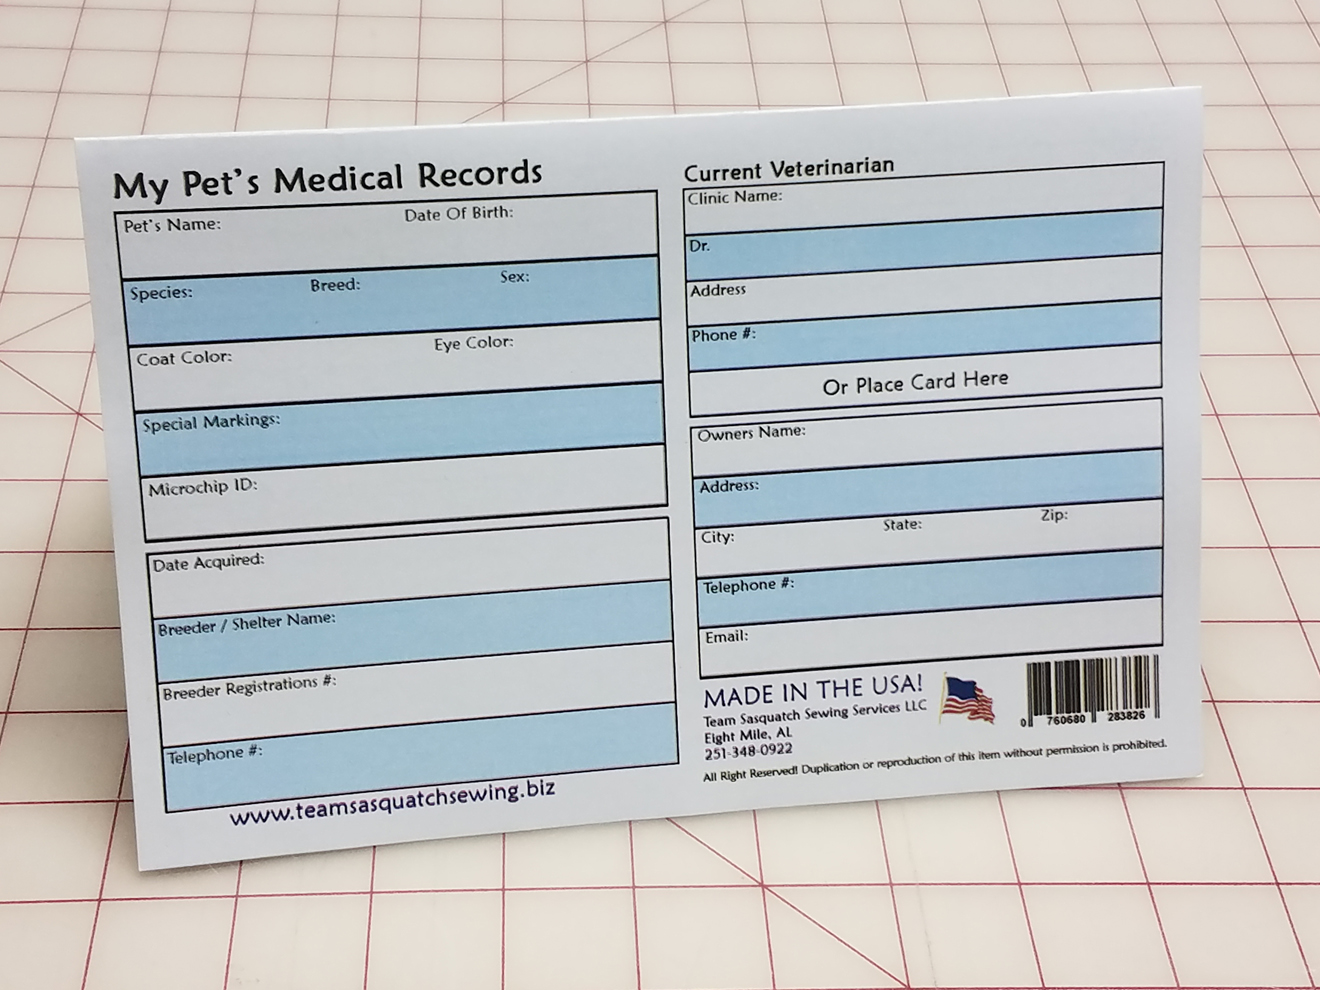 My Pet's Medical Records
Pet's Name: Date Of Birth:
Species: Breed: Sex:
Coat Color: Eye Color:
Special Markings:
Microchip ID:
Date Acquired:
Breeder / Shelter Name:
Breeder Registrations #:
Telephone #:
www.teamsasquatchsewing.biz
Current Veterinarian
Clinic Name:
Dr.
Address
Phone #:
Or Place Card Here
Owners Name:
Address:
City: State: Zip:
Telephone #:
Email:
MADE IN THE USA!
Team Sasquatch Sewing Services LLC
Eight Mile, AL
251-348-0922
0 760680 283826
All Right Reserved! Duplication or reproduction of this item without permission is prohibited.